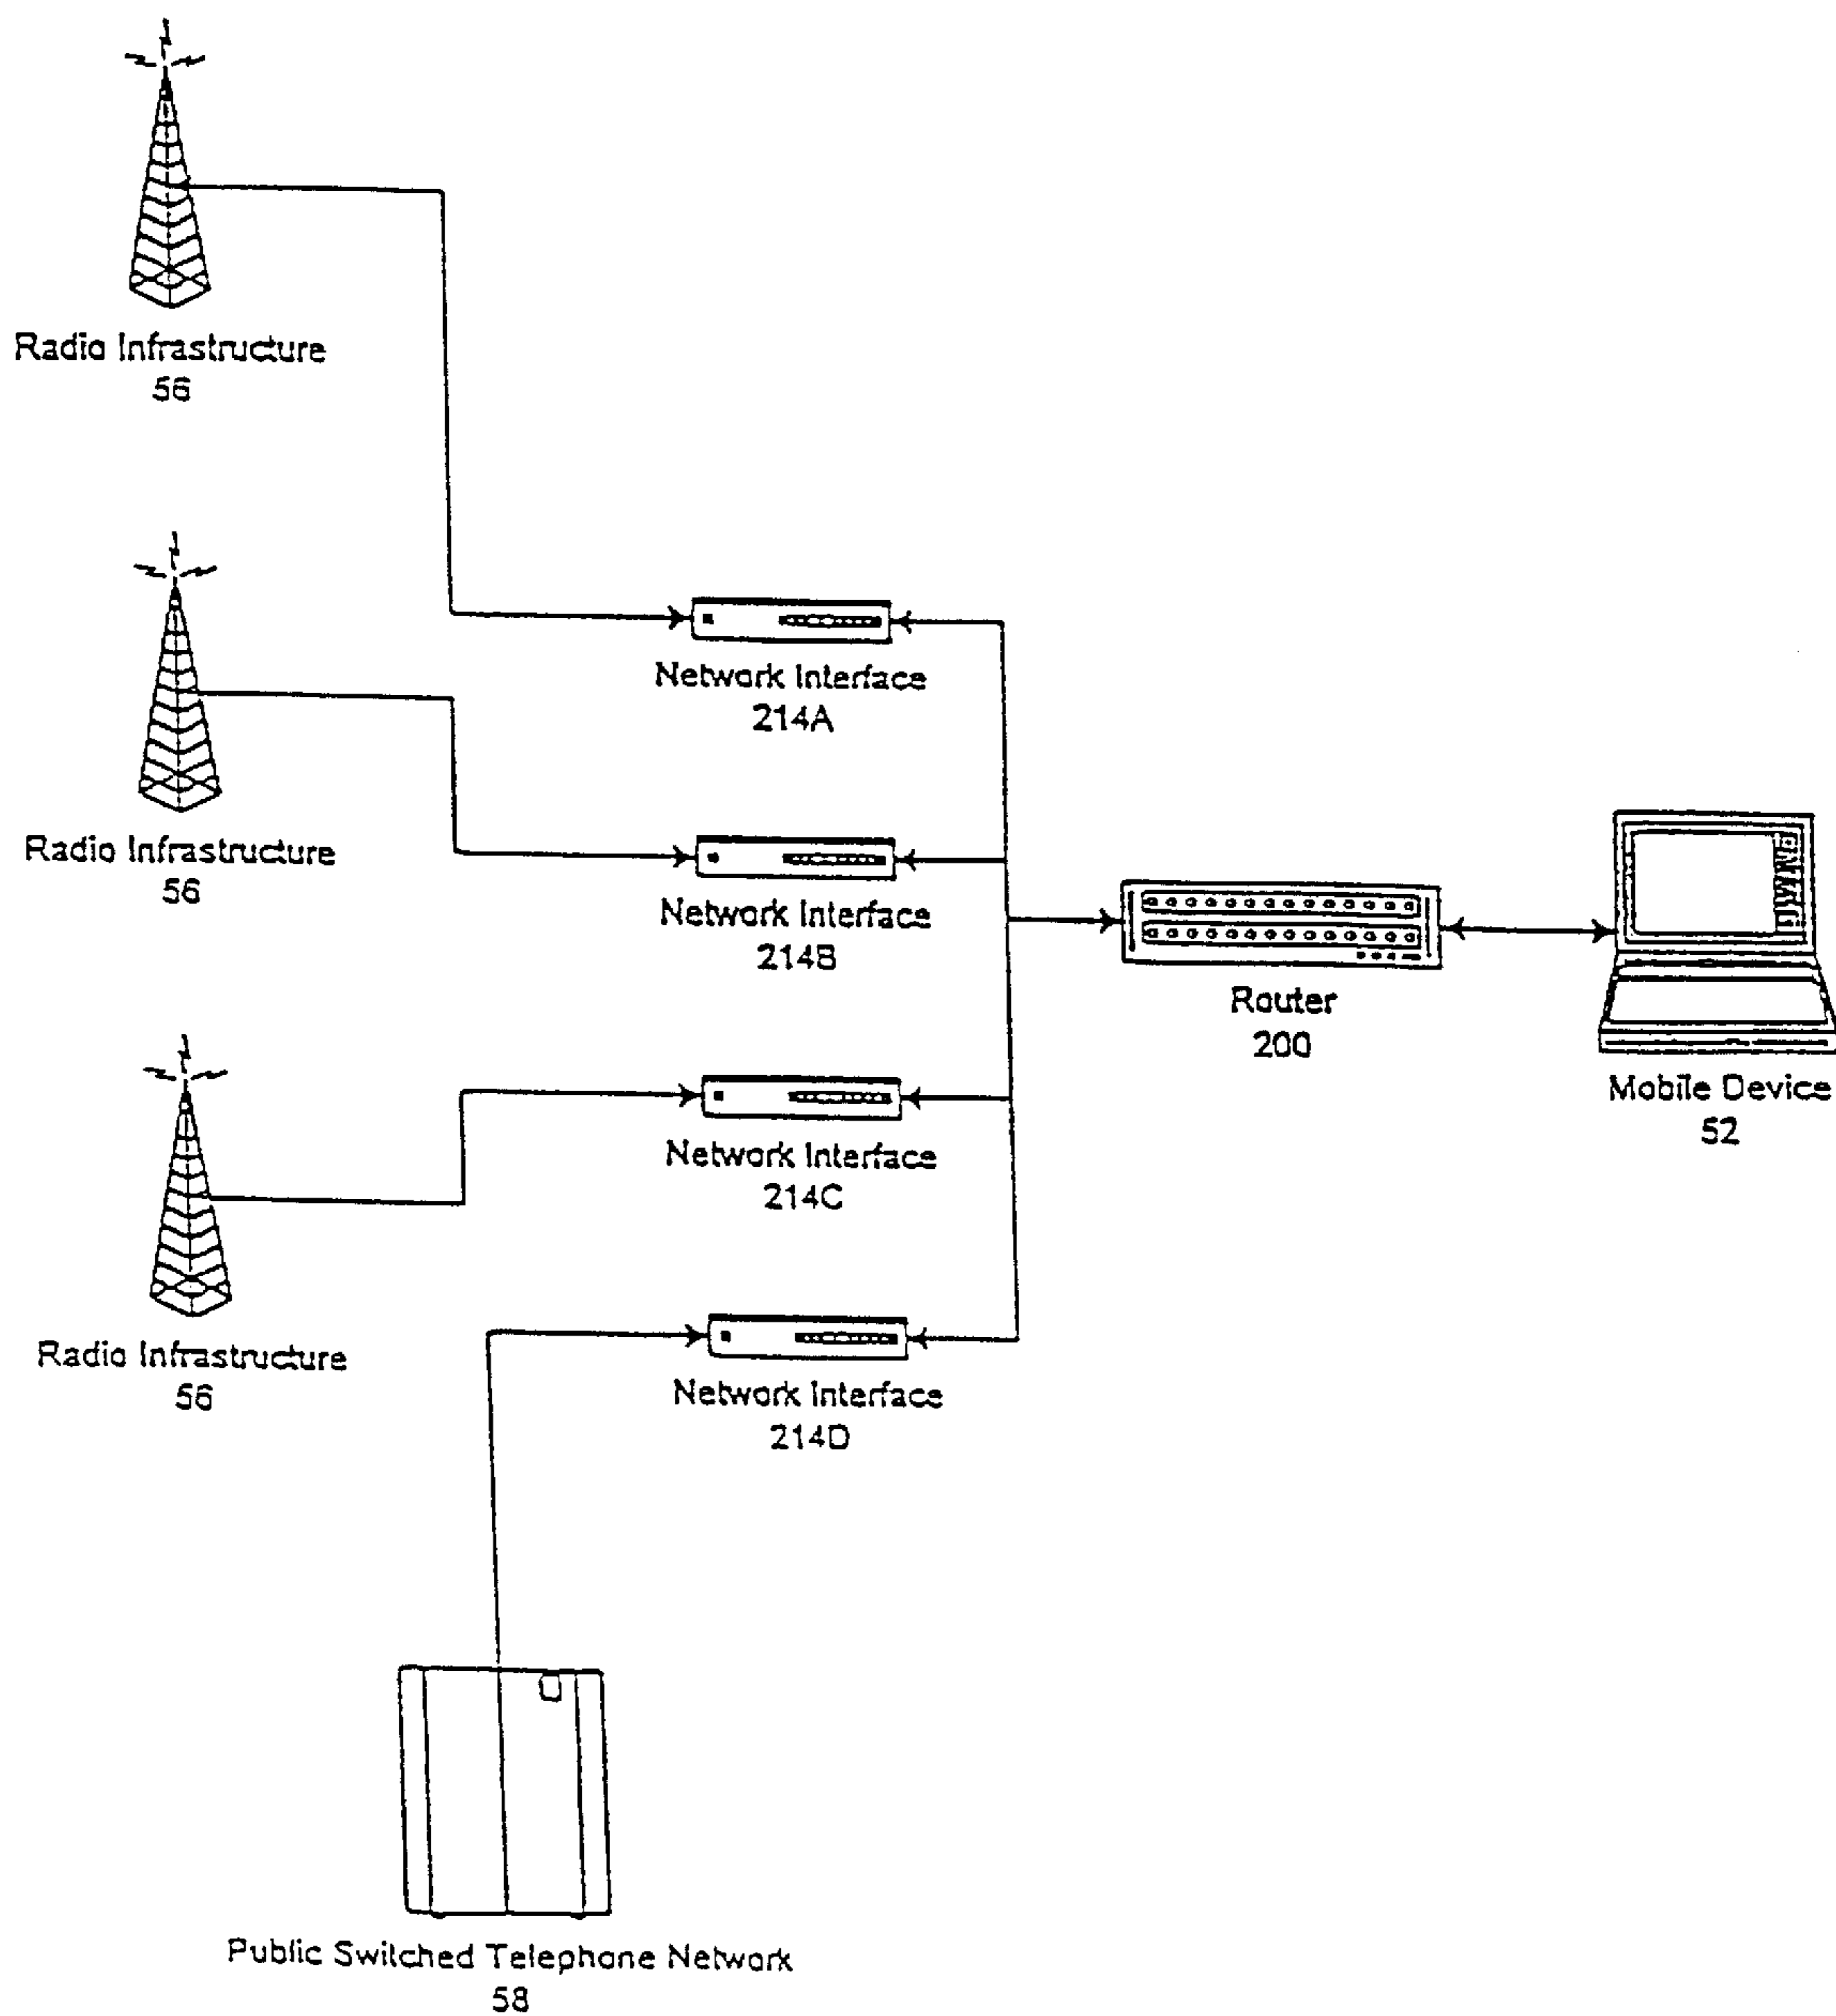 Radio Infrastructure
56
Network Interface
214A
Radio Infrastructure
56
Network Interface
214B
Router
200
Mobile Device
52
Network Interface
214C
Radio Infrastructure
56
Network Interface
214D
Public Switched Telephone Network
58